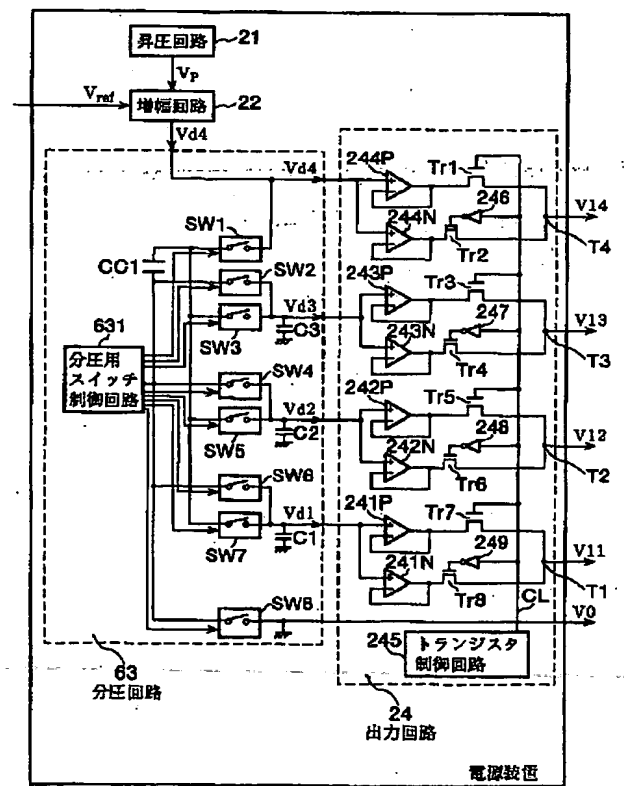 昇圧回路 21
VP
Vref
増幅回路 22
Vd4
Vd4
244P
Tr1
246
V14
244N
Tr2
T4
SW1
CC1
SW2
243P
Tr3
247
V13
Vd3
SW3
C3
243N
Tr4
T3
631
分圧用
スイッチ
制御回路
SW4
242P
Tr5
248
V12
Vd2
SW5
C2
242N
Tr6
T2
SW6
241P
Tr7
249
V11
Vd1
SW7
C1
241N
Tr8
T1
CL
V0
SW8
245
トランジスタ
制御回路
63
分圧回路
24
出力回路
電源装置